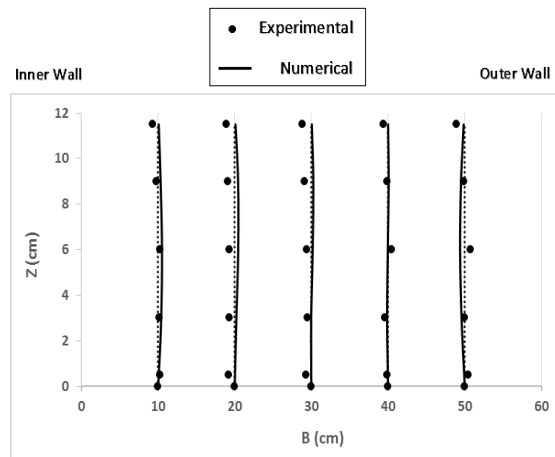 Experimental
Numerical
Inner Wall
Outer Wall
12
10
8
6
4
2
0
Z (cm)
0 10 20 30 40 50 60
B (cm)